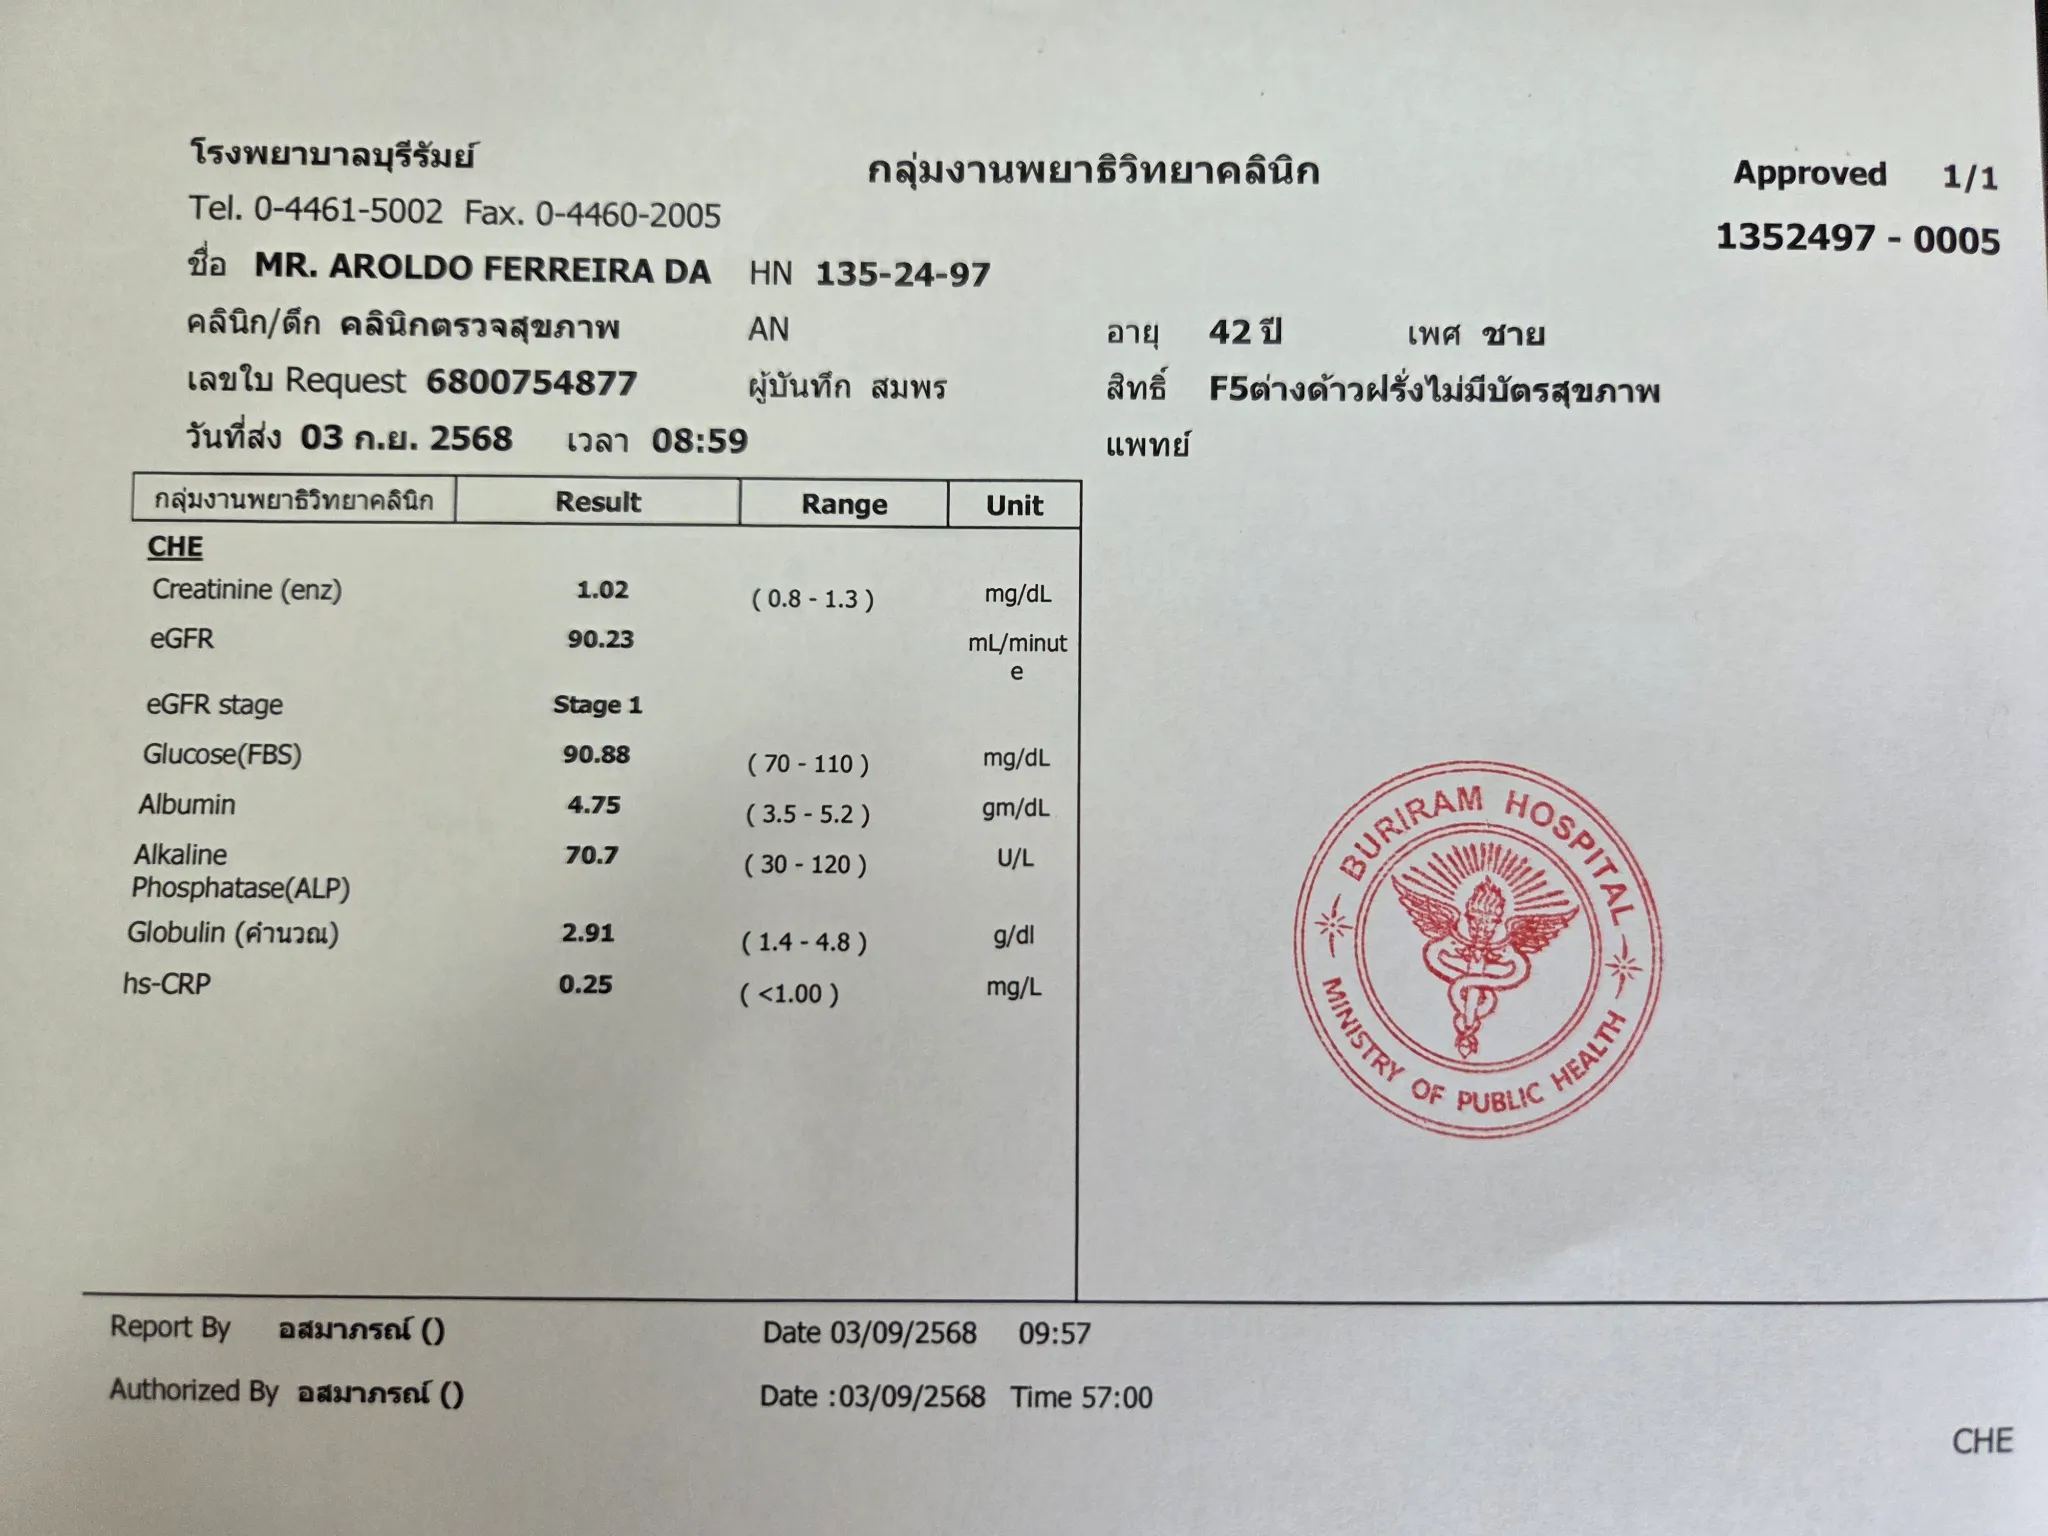 โรงพยาบาลบุรีรัมย์
กลุ่มงานพยาธิวิทยาคลินิก
Approved 1/1
Tel. 0-4461-5002 Fax. 0-4460-2005
1352497 - 0005
ชื่อ MR. AROLDO FERREIRA DA HN 135-24-97
คลินิก/ตึก คลินิกตรวจสุขภาพ AN อายุ 42 ปี เพศ ชาย
เลขใบ Request 6800754877 ผู้บันทึก สมพร สิทธิ์ F5ต่างด้าวฝรั่งไม่มีบัตรสุขภาพ
วันที่ส่ง 03 ก.ย. 2568 เวลา 08:59 แพทย์
กลุ่มงานพยาธิวิทยาคลินิก Result Range Unit
CHE
Creatinine (enz) 1.02 ( 0.8 - 1.3 ) mg/dL
eGFR 90.23 mL/minut
e
eGFR stage Stage 1
Glucose(FBS) 90.88 ( 70 - 110 ) mg/dL
Albumin 4.75 ( 3.5 - 5.2 ) gm/dL
Alkaline 70.7 ( 30 - 120 ) U/L
Phosphatase(ALP)
Globulin (คำนวณ) 2.91 ( 1.4 - 4.8 ) g/dl
hs-CRP 0.25 ( <1.00 ) mg/L
BURIRAM HOSPITAL
MINISTRY OF PUBLIC HEALTH
Report By อสมาภรณ์ () Date 03/09/2568 09:57
Authorized By อสมาภรณ์ () Date :03/09/2568 Time 57:00
CHE